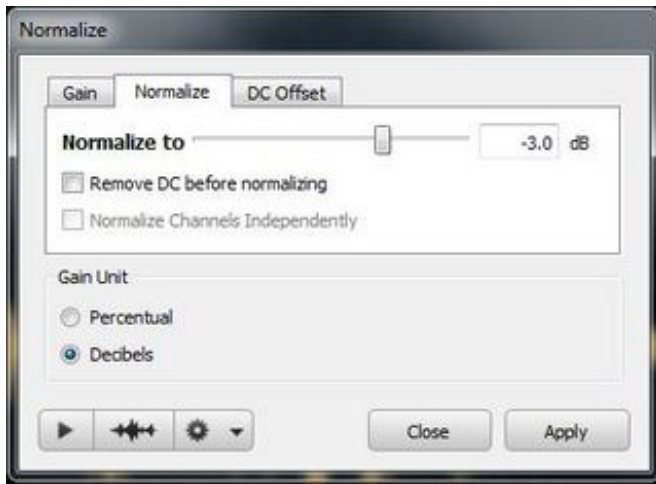 Normalize
Gain Normalize DC Offset
Normalize to -3.0 dB
Remove DC before normalizing
Normalize Channels Independently
Gain Unit
Percentual
Decibels
Close Apply